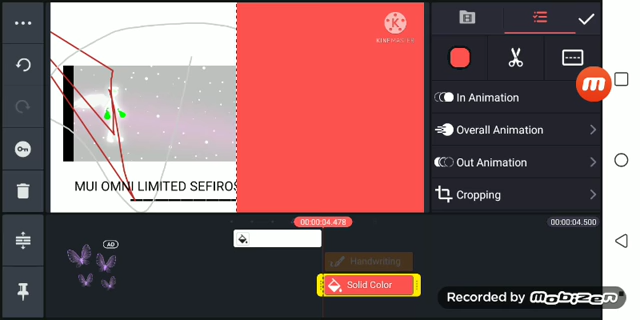 K
KINEMASTER
In Animation
Overall Animation
Out Animation
Cropping
MUI OMNI LIMITED SEFIROS
00:00:04.478
00:00:04.500
AD
Handwriting
Solid Color
Recorded by Mobizen